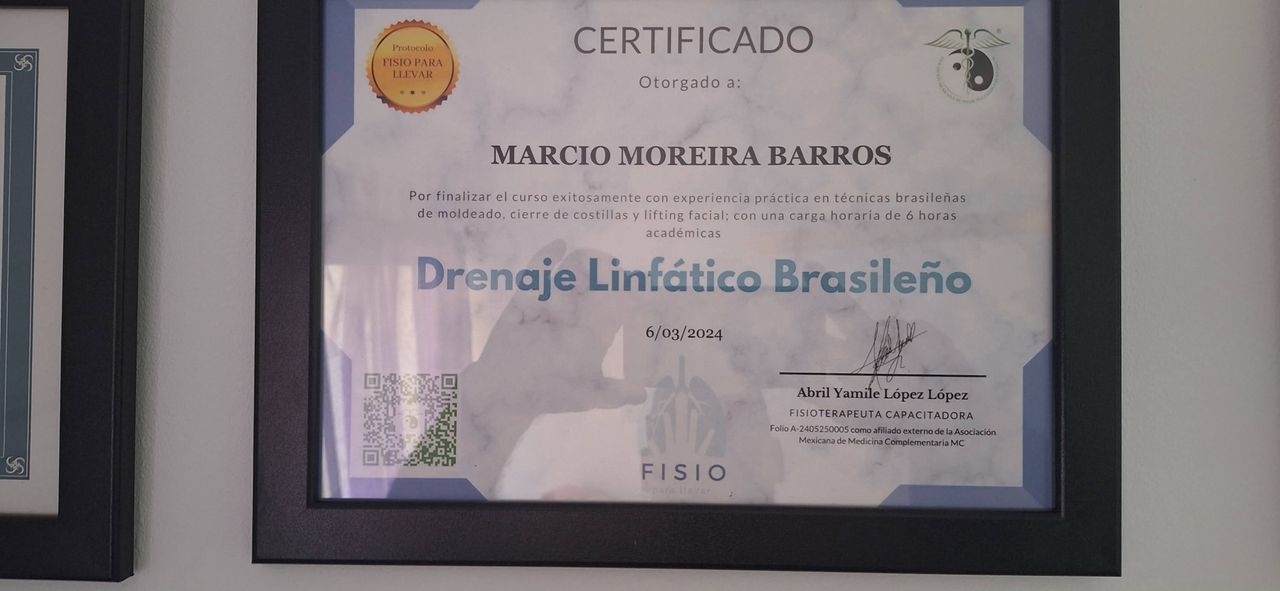 Protocolo
FISIO PARA
LLEVAR
CERTIFICADO
Otorgado a:
MARCIO MOREIRA BARROS
Por finalizar el curso exitosamente con experiencia práctica en técnicas brasileñas
de moldeado, cierre de costillas y lifting facial; con una carga horaria de 6 horas
académicas
Drenaje Linfático Brasileño
6/03/2024
Abril Yamile López López
FISIOTERAPEUTA CAPACITADORA
Folio A-2405250005 como afiliado externo de la Asociación
Mexicana de Medicina Complementaria MC
FISIO
para llevar